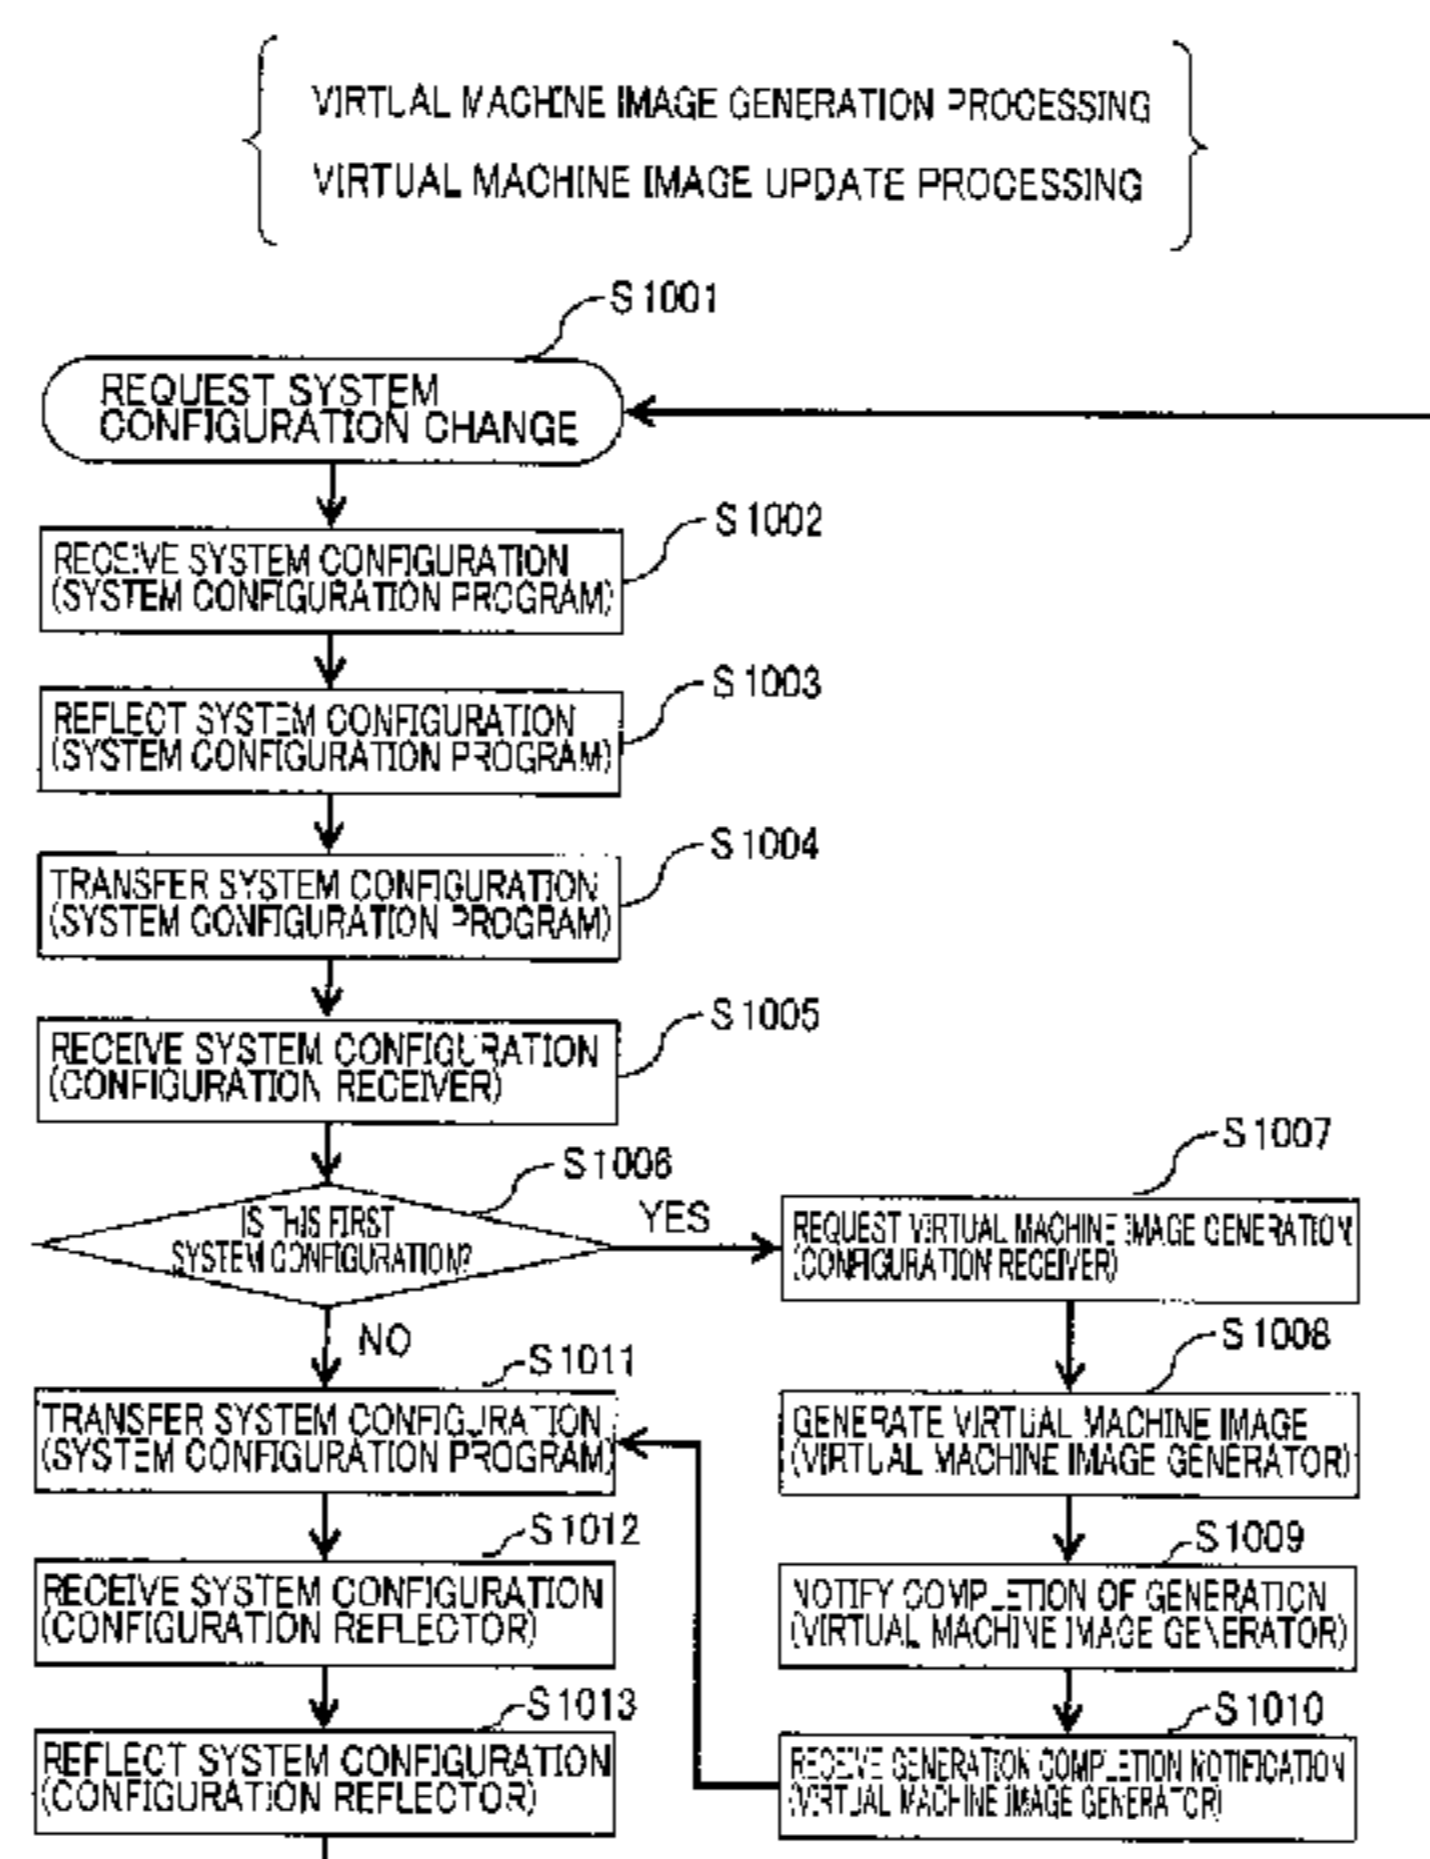 VIRTUAL MACHINE IMAGE GENERATION PROCESSING
VIRTUAL MACHINE IMAGE UPDATE PROCESSING
S1001
REQUEST SYSTEM
CONFIGURATION CHANGE
S1002
RECEIVE SYSTEM CONFIGURATION
(SYSTEM CONFIGURATION PROGRAM)
S1003
REFLECT SYSTEM CONFIGURATION
(SYSTEM CONFIGURATION PROGRAM)
S1004
TRANSFER SYSTEM CONFIGURATION
(SYSTEM CONFIGURATION PROGRAM)
S1005
RECEIVE SYSTEM CONFIGURATION
(CONFIGURATION RECEIVER)
S1006
IS THIS FIRST
SYSTEM CONFIGURATION?
YES
NO
S1007
REQUEST VIRTUAL MACHINE IMAGE GENERATION
(CONFIGURATION RECEIVER)
S1008
GENERATE VIRTUAL MACHINE IMAGE
(VIRTUAL MACHINE IMAGE GENERATOR)
S1009
NOTIFY COMPLETION OF GENERATION
(VIRTUAL MACHINE IMAGE GENERATOR)
S1010
RECEIVE GENERATION COMPLETION NOTIFICATION
(VIRTUAL MACHINE IMAGE GENERATOR)
S1011
TRANSFER SYSTEM CONFIGURATION
(SYSTEM CONFIGURATION PROGRAM)
S1012
RECEIVE SYSTEM CONFIGURATION
(CONFIGURATION REFLECTOR)
S1013
REFLECT SYSTEM CONFIGURATION
(CONFIGURATION REFLECTOR)